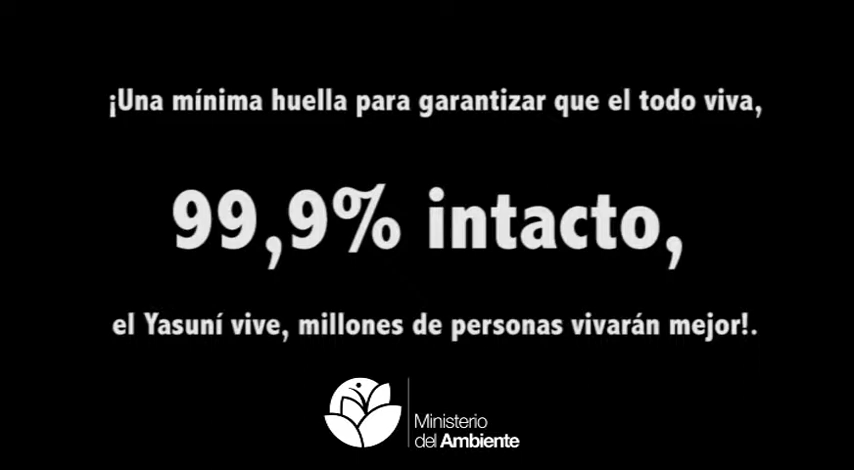 ¡Una mínima huella para garantizar que el todo viva,
99,9% intacto,
el Yasuní vive, millones de personas vivarán mejor!.
Ministerio
del Ambiente